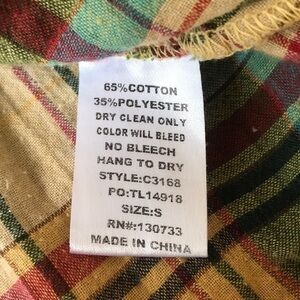 65%COTTON
35%POLYESTER
DRY CLEAN ONLY
COLOR WILL BLEED
NO BLEECH
HANG TO DRY
STYLE:C3168
PO:TL14918
SIZE:S
RN#:130733
MADE IN CHINA